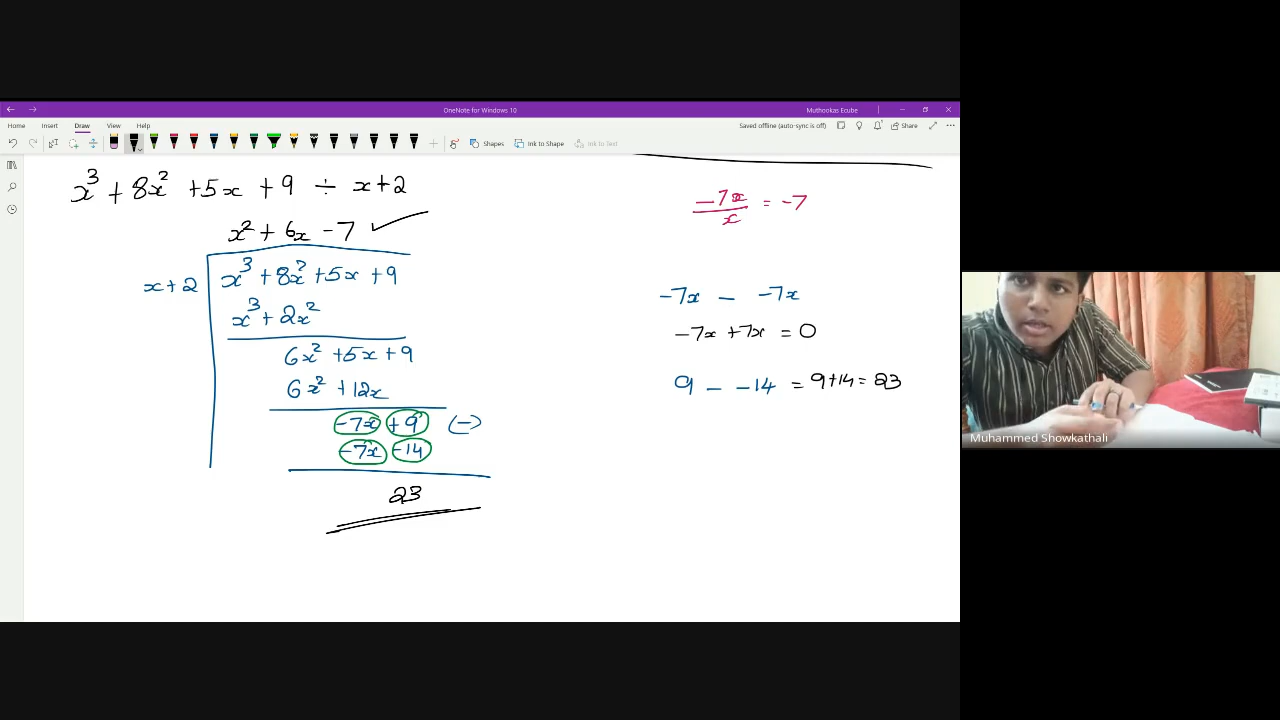 OneNote for Windows 10
Muthookas Ecube
Home Insert Draw View Help
Saved offline (auto-sync is off)
Share
Shapes
Ink to Shape
Ink to Text
x³ + 8x² + 5x + 9 ÷ x+2
x² + 6x - 7
x+2
x³ + 8x² + 5x + 9
x³ + 2x²
6x² + 5x + 9
6x² + 12x
-7x + 9 (-)
-7x - 14
23
-7x/x = -7
-7x - -7x
-7x + 7x = 0
9 - -14 = 9+14 = 23
Muhammed Showkathali